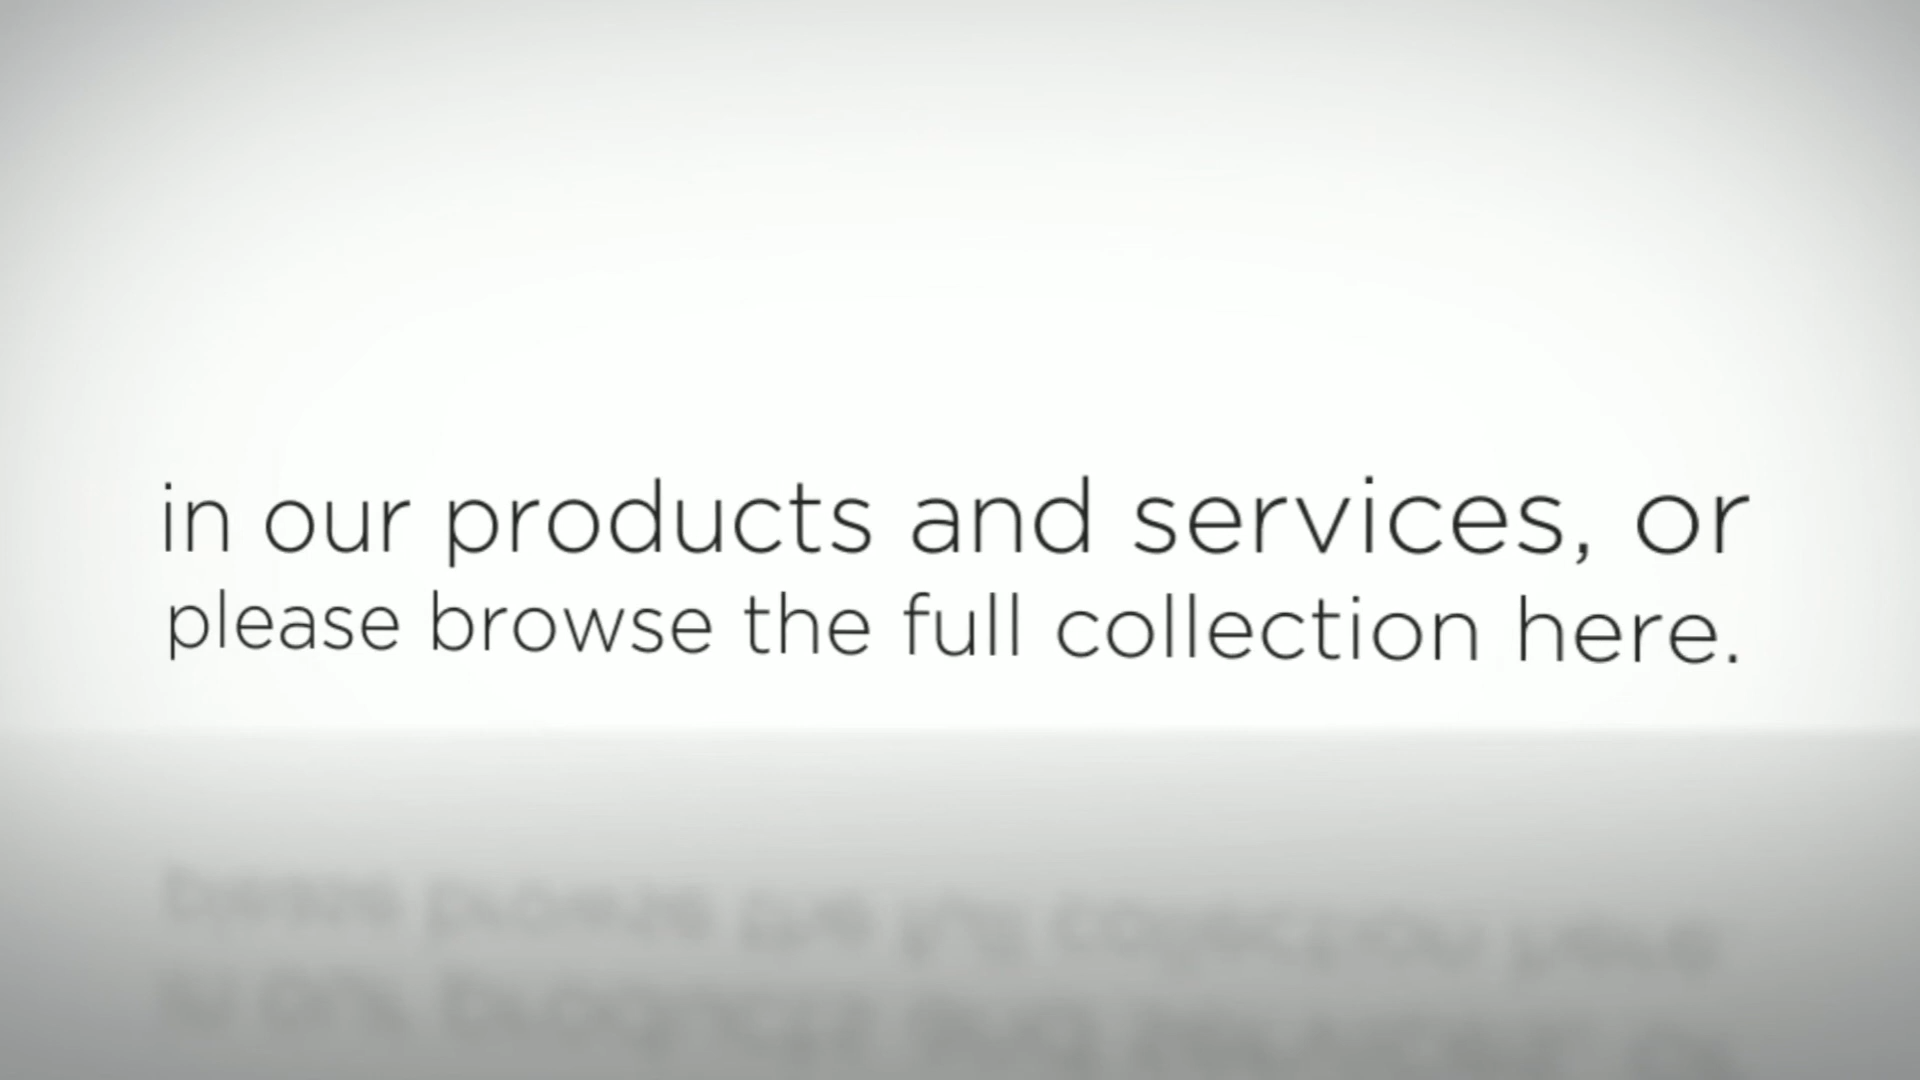 in our products and services, or
please browse the full collection here.